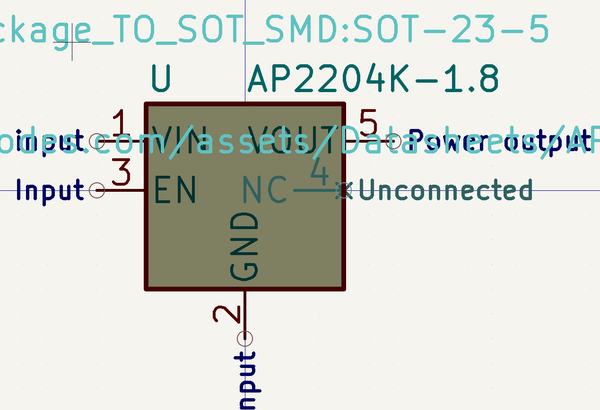 ckage_TO_SOT_SMD:SOT-23-5
U AP2204K-1.8
input 1 VIN VOUT 5 Power output
odes.com/assets/Datasheets/AP
Input 3 EN NC 4 Unconnected
GND
2
nput